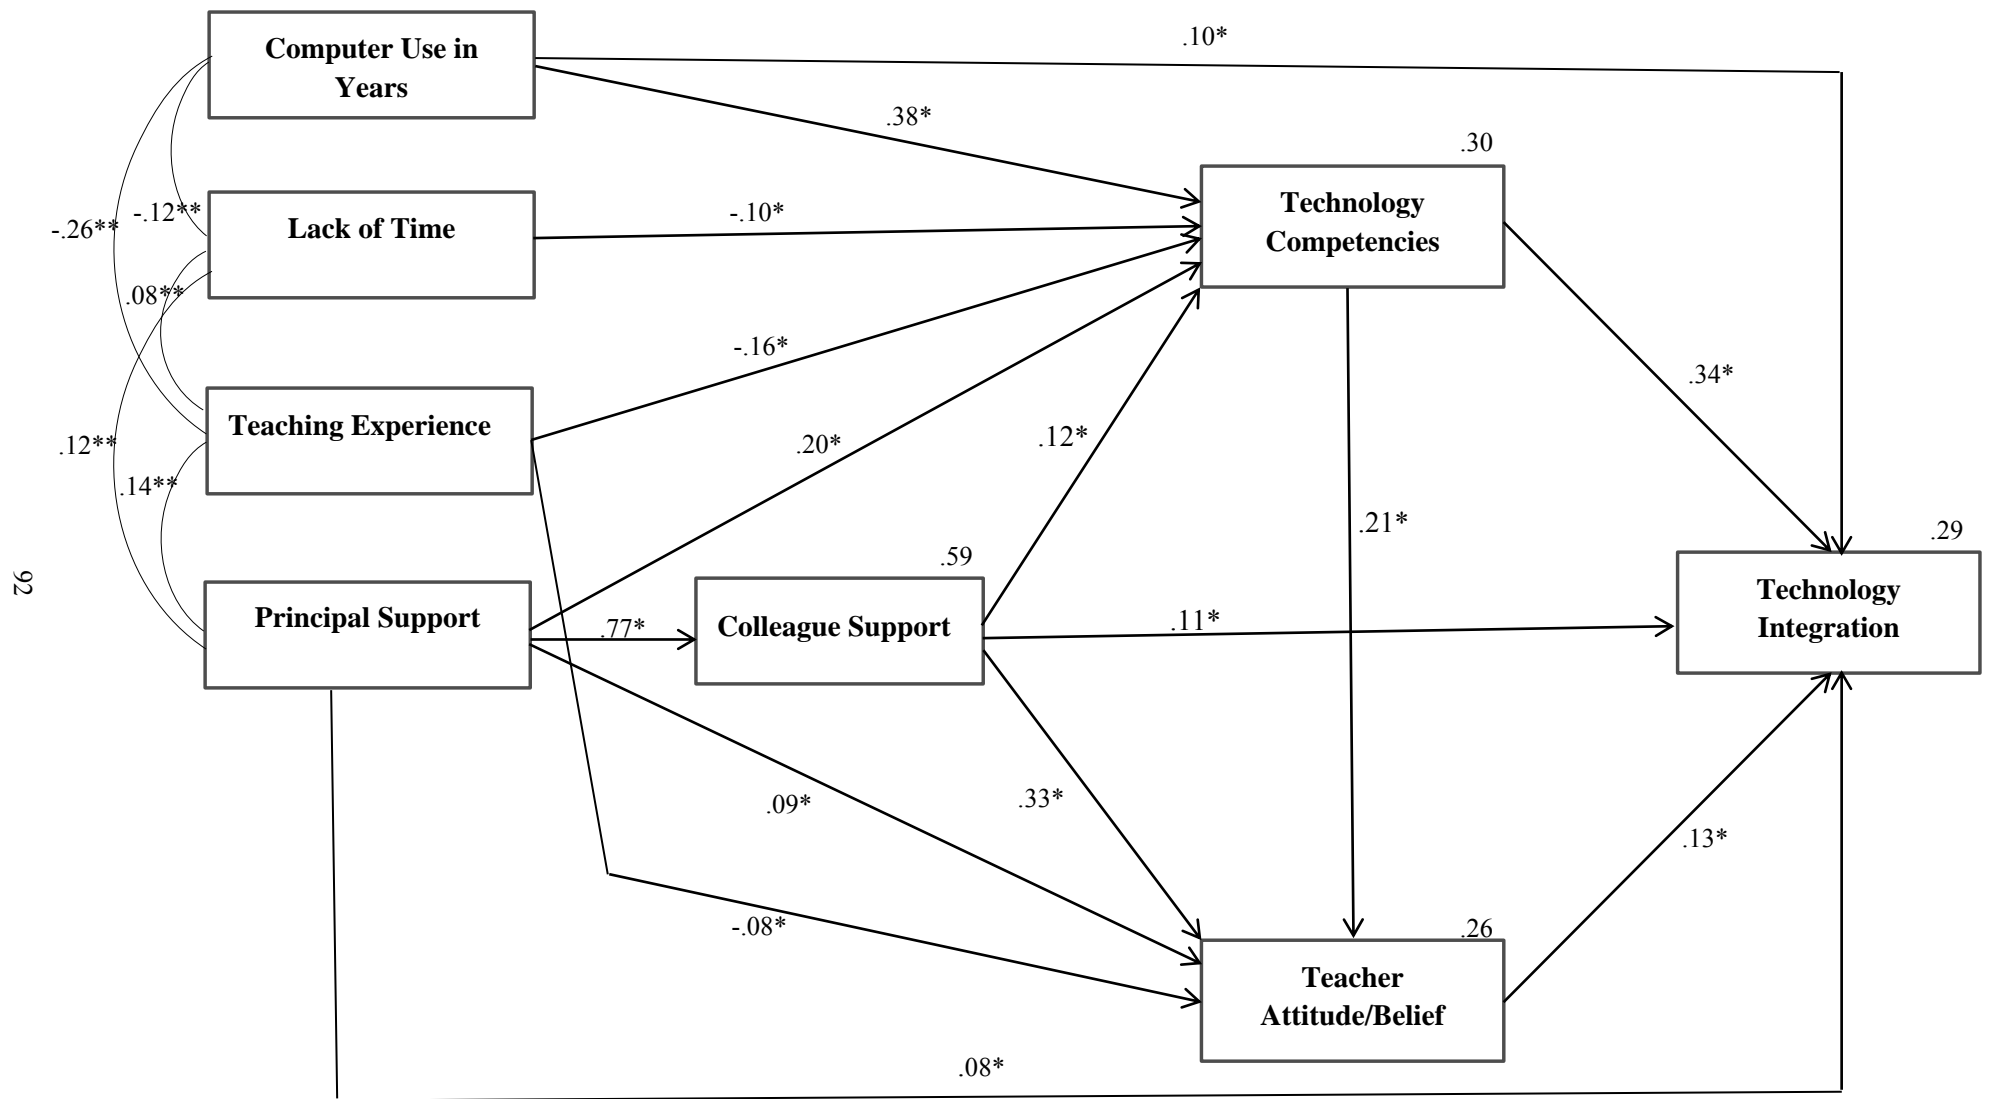 .10*
Computer Use in
Years
.38*
.30
Technology
Competencies
-.12**
-.26**
Lack of Time
-.10*
.08**
-.16*
.34*
Teaching Experience
.12**
.20*
.12*
.14**
.21*
.29
.59
92
Principal Support
.77*
Colleague Support
.11*
Technology
Integration
.09*
.33*
.13*
-.08*
.26
Teacher
Attitude/Belief
.08*